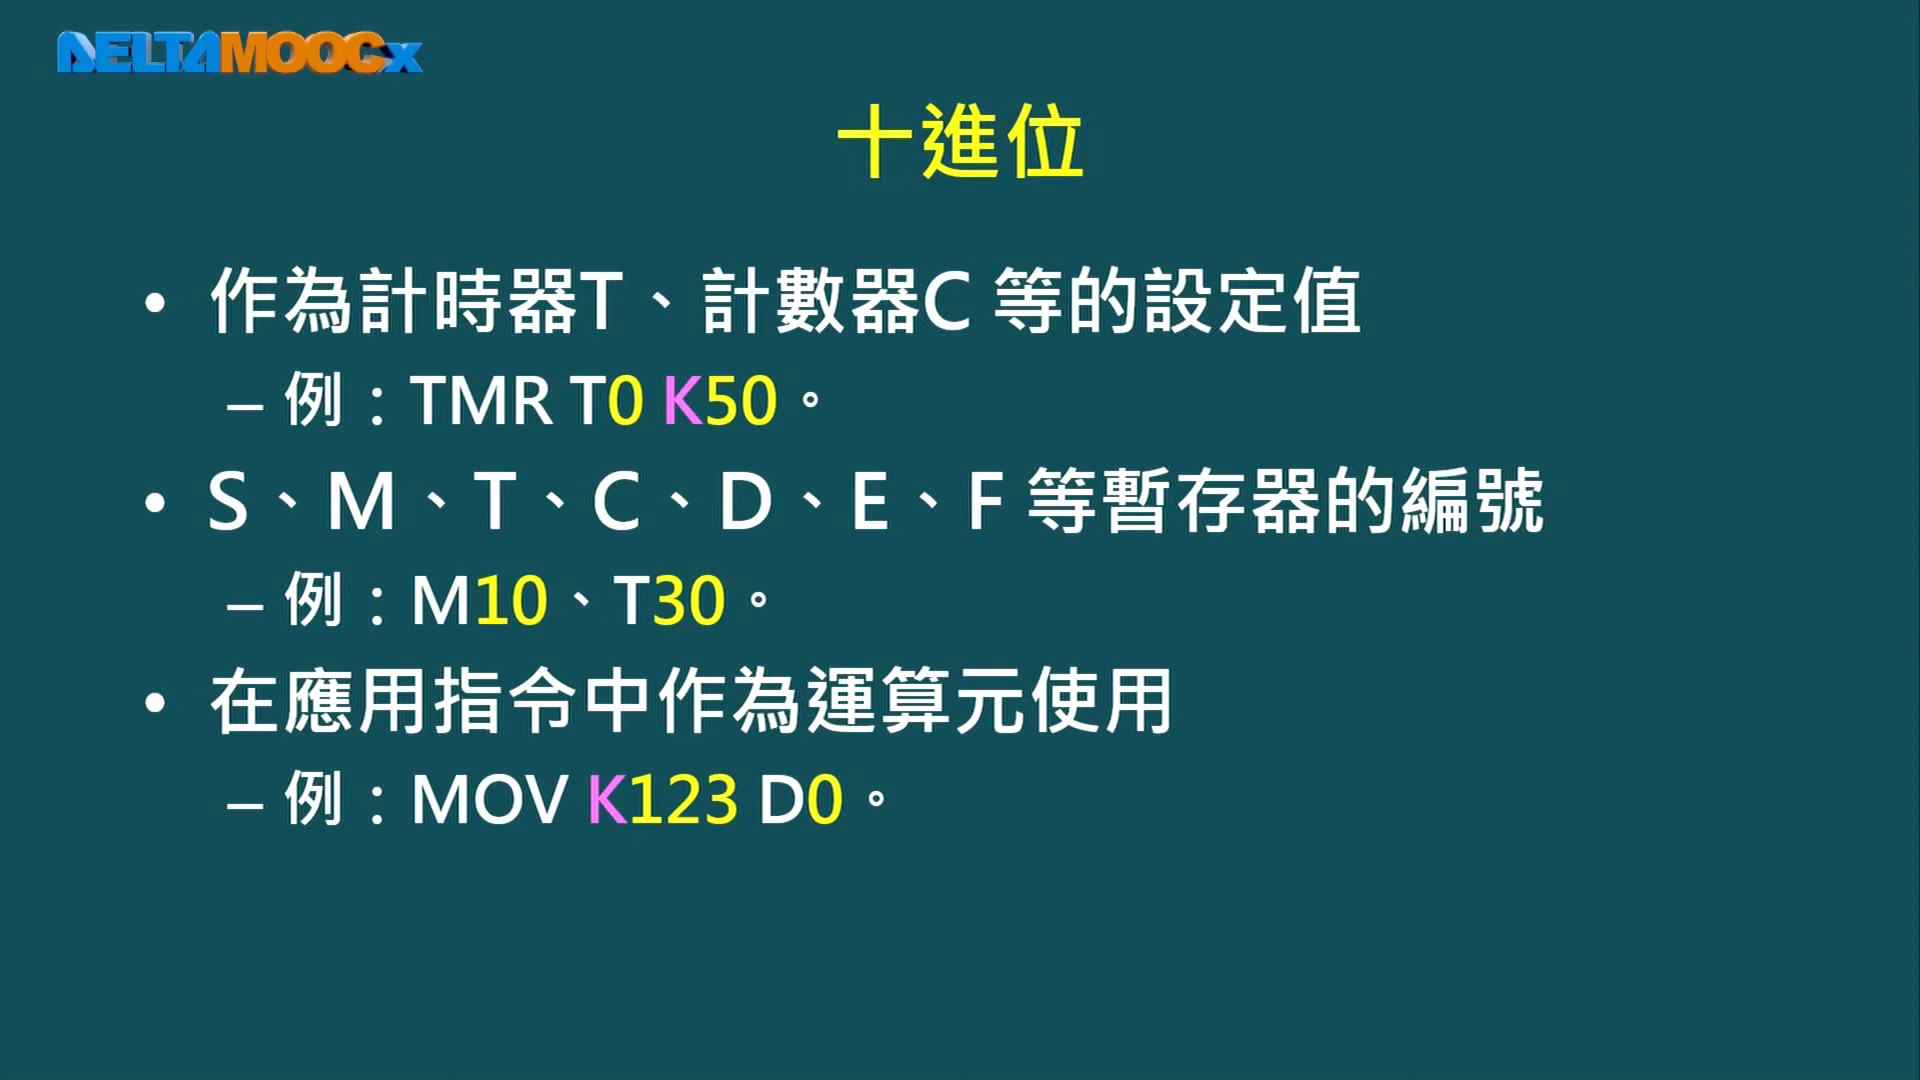 DELTAMOOCx
十進位
• 作為計時器T、計數器C 等的設定值
– 例：TMR T0 K50。
• S、M、T、C、D、E、F 等暫存器的編號
– 例：M10、T30。
• 在應用指令中作為運算元使用
– 例：MOV K123 D0。